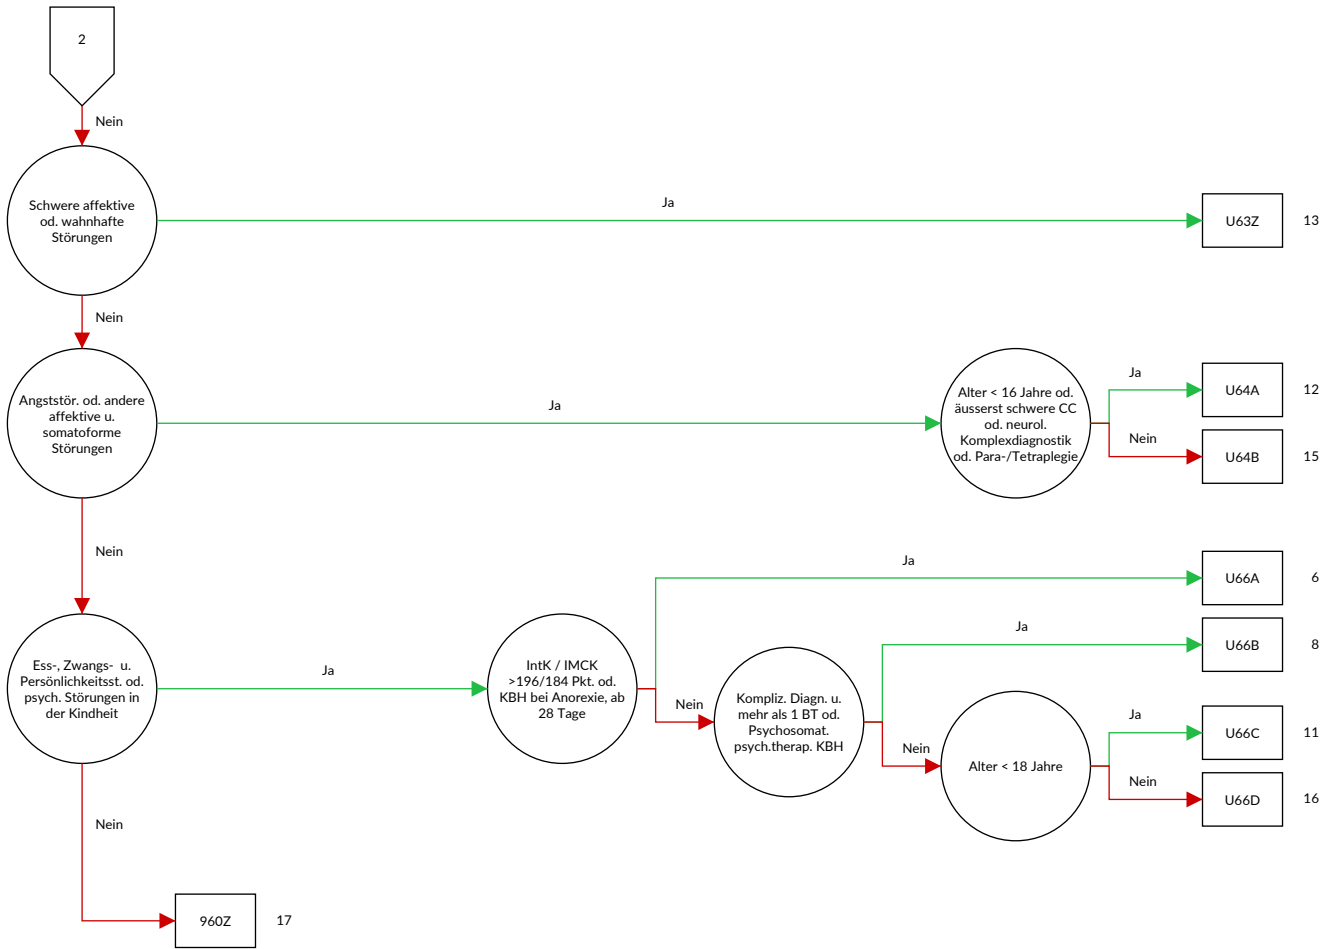 2
Nein
Schwere affektive
od. wahnhafte
Störungen
Ja
U63Z
13
Nein
Angststör. od. andere
affektive u.
somatoforme
Störungen
Ja
Alter < 16 Jahre od.
äusserst schwere CC
od. neurol.
Komplexdiagnostik
od. Para-/Tetraplegie
Ja
U64A
12
Nein
U64B
15
Nein
Ess-, Zwangs- u.
Persönlichkeitsst. od.
psych. Störungen in
der Kindheit
Ja
IntK / IMCK
>196/184 Pkt. od.
KBH bei Anorexie, ab
28 Tage
Ja
U66A
6
Nein
Kompliz. Diagn. u.
mehr als 1 BT od.
Psychosomat.
psych.therap. KBH
Ja
U66B
8
Nein
Alter < 18 Jahre
Ja
U66C
11
Nein
U66D
16
Nein
960Z
17